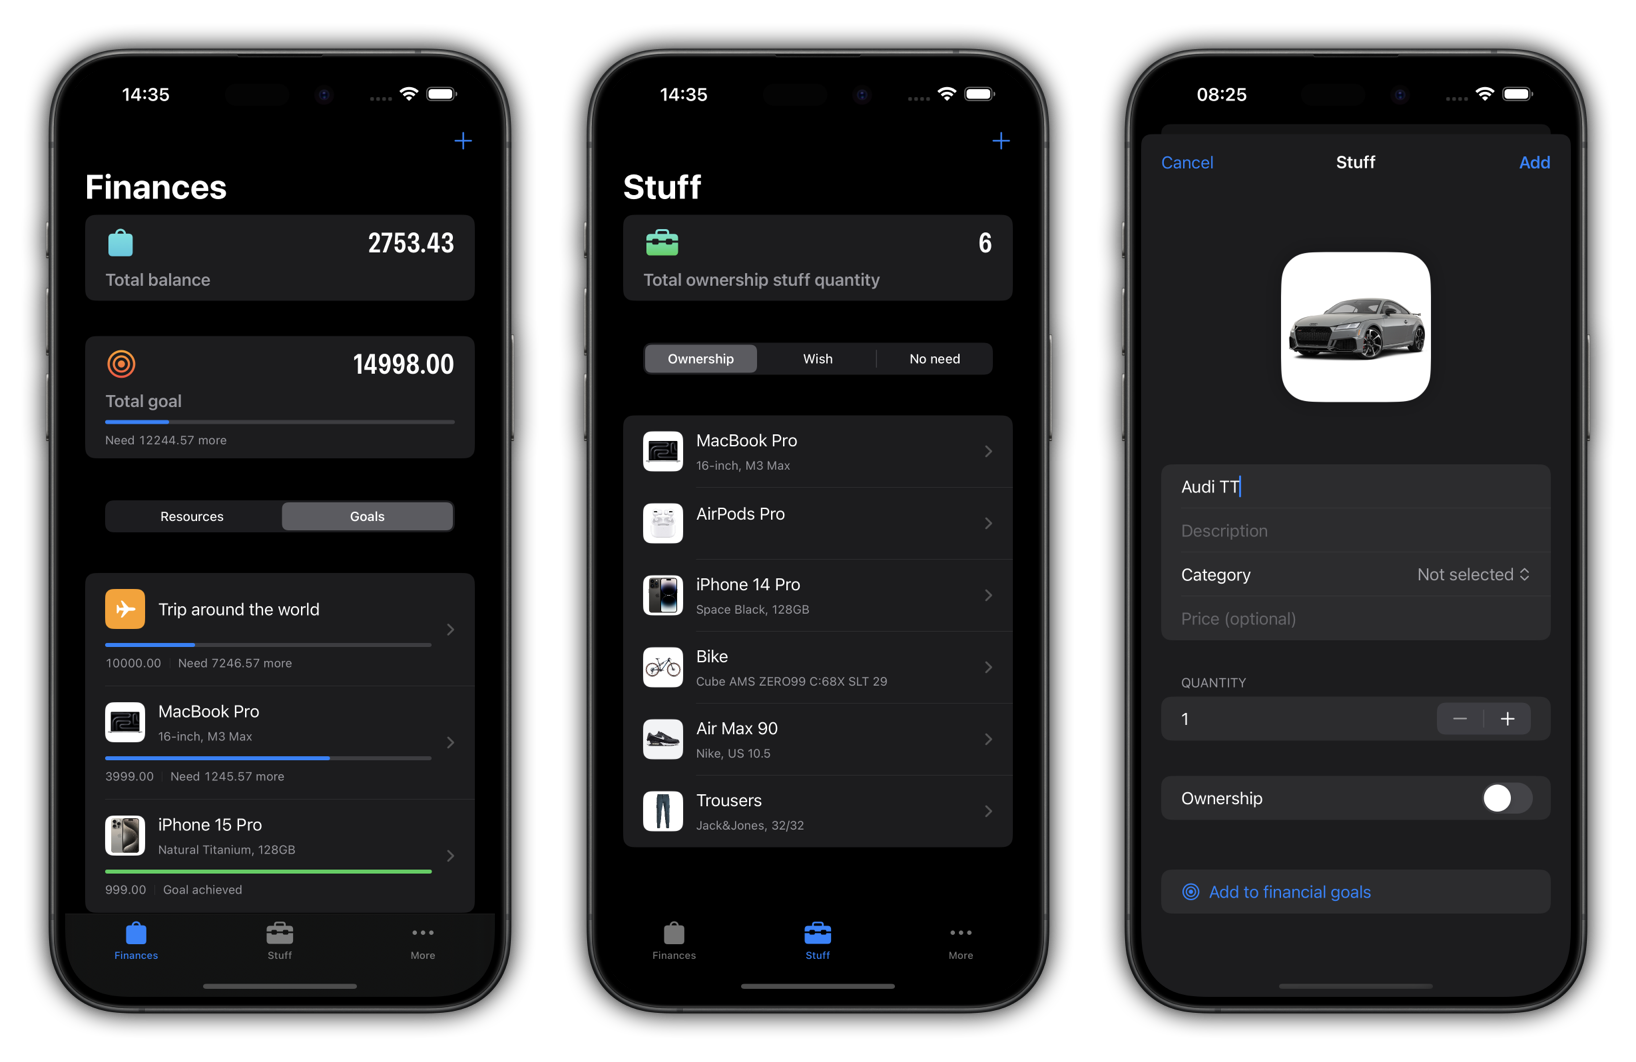 14:35
Finances
2753.43
Total balance
14998.00
Total goal
Need 12244.57 more
Resources
Goals
Trip around the world
10000.00 Need 7246.57 more
MacBook Pro
16-inch, M3 Max
3999.00 Need 1245.57 more
iPhone 15 Pro
Natural Titanium, 128GB
999.00 Goal achieved
Finances
Stuff
More
14:35
Stuff
6
Total ownership stuff quantity
Ownership
Wish
No need
MacBook Pro
16-inch, M3 Max
AirPods Pro
iPhone 14 Pro
Space Black, 128GB
Bike
Cube AMS ZERO99 C:68X SLT 29
Air Max 90
Nike, US 10.5
Trousers
Jack&Jones, 32/32
Finances
Stuff
More
08:25
Cancel
Stuff
Add
Audi TT
Description
Category
Not selected
Price (optional)
QUANTITY
1
Ownership
Add to financial goals